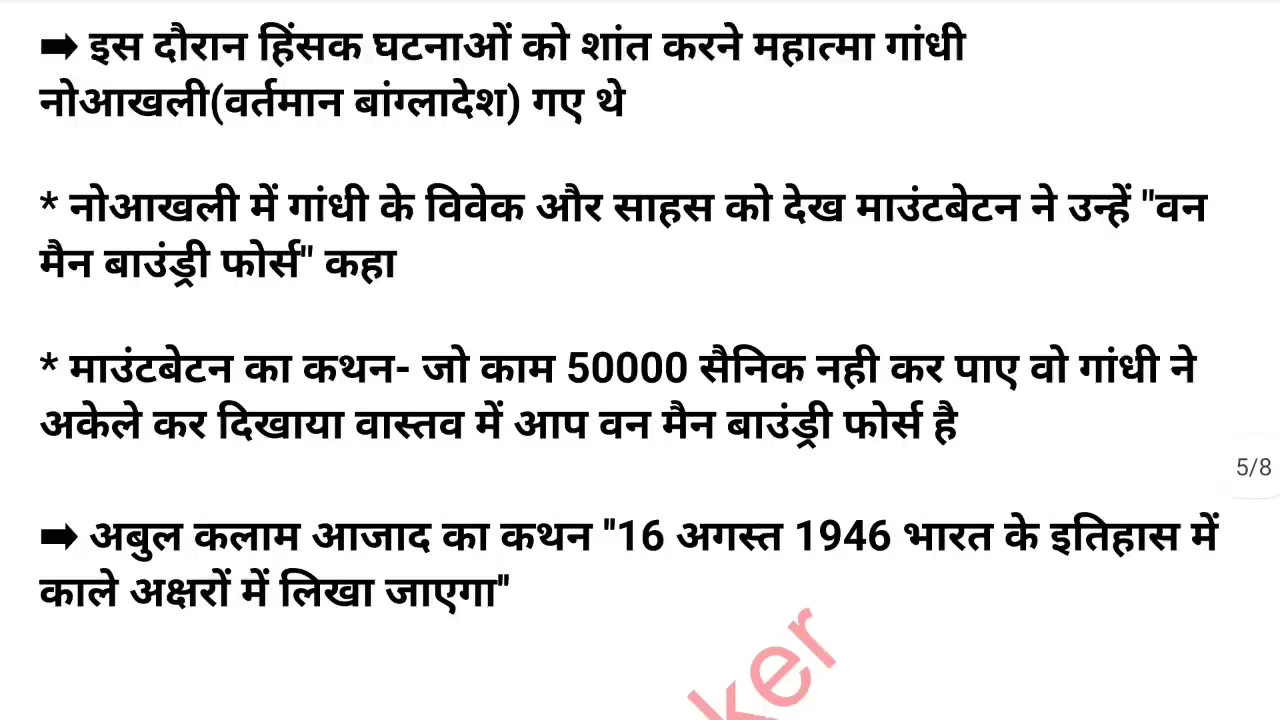 ➡ इस दौरान हिंसक घटनाओं को शांत करने महात्मा गांधी
नोआखली(वर्तमान बांग्लादेश) गए थे
* नोआखली में गांधी के विवेक और साहस को देख माउंटबेटन ने उन्हें "वन
मैन बाउंड्री फोर्स" कहा
* माउंटबेटन का कथन- जो काम 50000 सैनिक नही कर पाए वो गांधी ने
अकेले कर दिखाया वास्तव में आप वन मैन बाउंड्री फोर्स है
5/8
➡ अबुल कलाम आजाद का कथन "16 अगस्त 1946 भारत के इतिहास में
काले अक्षरों में लिखा जाएगा"